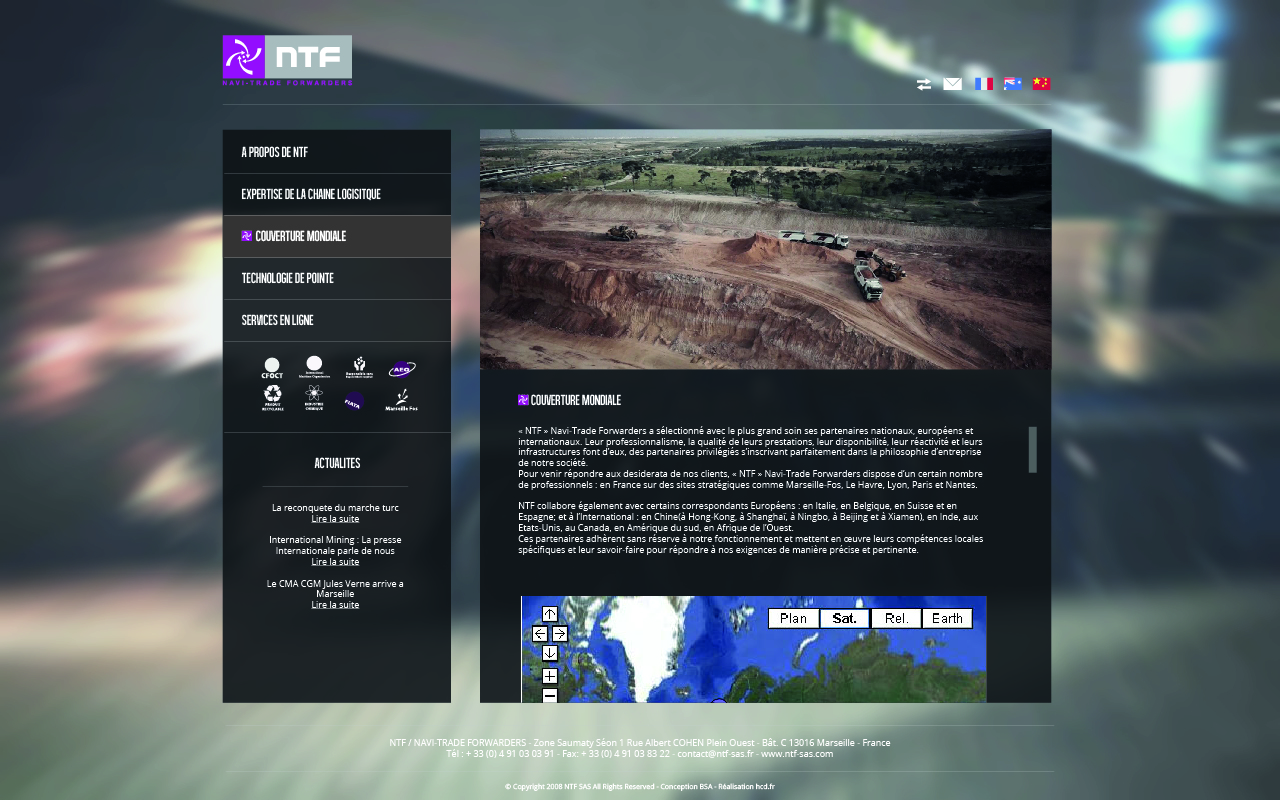 NTF
NAVI-TRADE FORWARDERS
A PROPOS DE NTF
EXPERTISE DE LA CHAINE LOGISITQUE
COUVERTURE MONDIALE
TECHNOLOGIE DE POINTE
SERVICES EN LIGNE
CFOCT
International
Maritime Organization
Responsible care
AEO
PRODUIT
RECYCLABLE
INDUSTRIE
CHIMIQUE
FIATA
Marseille Fos
ACTUALITES
La reconquete du marche turc
Lire la suite
International Mining : La presse
Internationale parle de nous
Lire la suite
Le CMA CGM Jules Verne arrive a
Marseille
Lire la suite
COUVERTURE MONDIALE
« NTF » Navi-Trade Forwarders a sélectionné avec le plus grand soin ses partenaires nationaux, européens et
internationaux. Leur professionnalisme, la qualité de leurs prestations, leur disponibilité, leur réactivité et leurs
infrastructures font d'eux, des partenaires privilégiés s'inscrivant parfaitement dans la philosophie d'entreprise
de notre société.
Pour venir répondre aux desiderata de nos clients, « NTF » Navi-Trade Forwarders dispose d'un certain nombre
de professionnels : en France sur des sites stratégiques comme Marseille-Fos, Le Havre, Lyon, Paris et Nantes.
NTF collabore également avec certains correspondants Européens : en Italie, en Belgique, en Suisse et en
Espagne; et à l'International : en Chine(à Hong-Kong, à Shanghaï, à Ningbo, à Beijing et à Xiamen), en Inde, aux
Etats-Unis, au Canada, en Amérique du sud, en Afrique de l'Ouest.
Ces partenaires adhèrent sans réserve à notre fonctionnement et mettent en œuvre leurs compétences locales
spécifiques et leur savoir-faire pour répondre à nos exigences de manière précise et pertinente.
Plan Sat. Rel. Earth
NTF / NAVI-TRADE FORWARDERS - Zone Saumaty Séon 1 Rue Albert COHEN Plein Ouest - Bât. C 13016 Marseille - France
Tél : + 33 (0) 4 91 03 03 91 - Fax: + 33 (0) 4 91 03 83 22 - contact@ntf-sas.fr - www.ntf-sas.com
© Copyright 2008 NTF SAS All Rights Reserved - Conception BSA - Réalisation hcd.fr